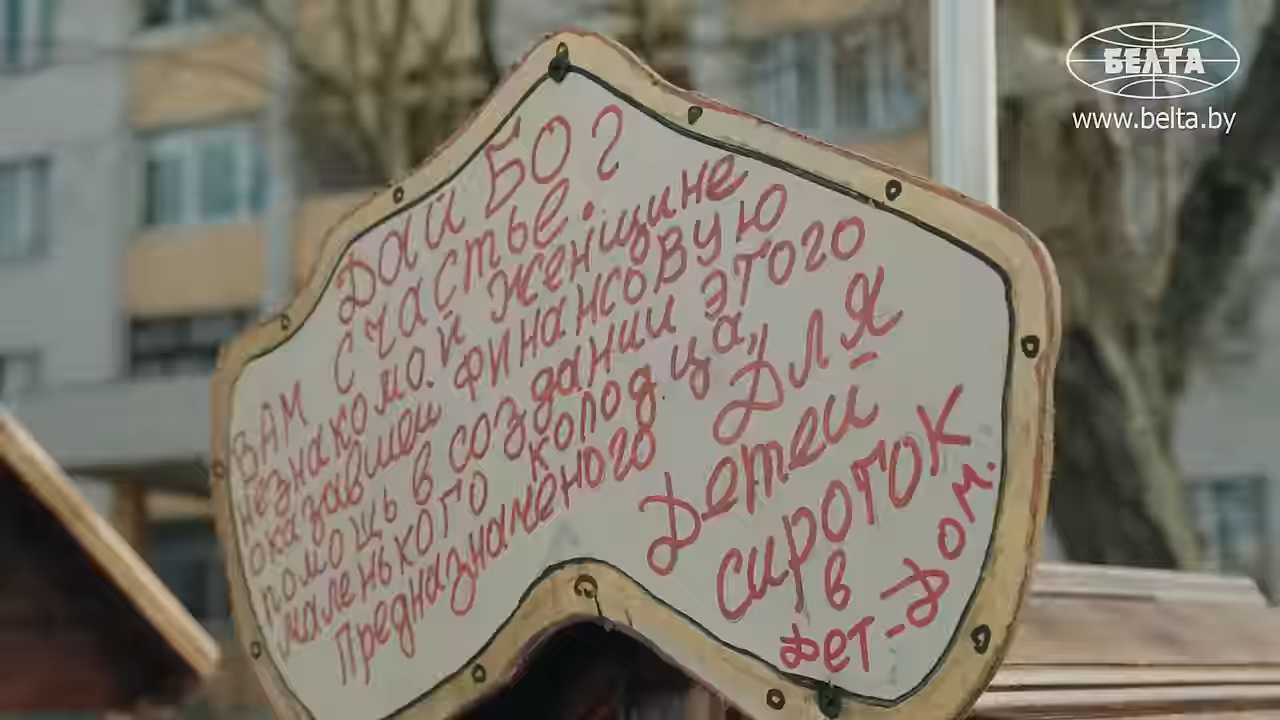 БЕЛТА
www.belta.by
ДАЙ БОГ
СЧАСТЬЕ.
ВАМ НЕЗНАКОМОЙ ЖЕНЩИНЕ
ОКАЗАВШЕЙ ФИНАНСОВУЮ
ПОМОЩЬ В СОЗДАНИИ ЭТОГО
МАЛЕНЬКОГО КОЛОДЦА,,
ПРЕДНАЗНАМЕНОГО
ДЛЯ
ДЕТЕЙ
СИРОТОК
В
ДЕТ-ДОМ.